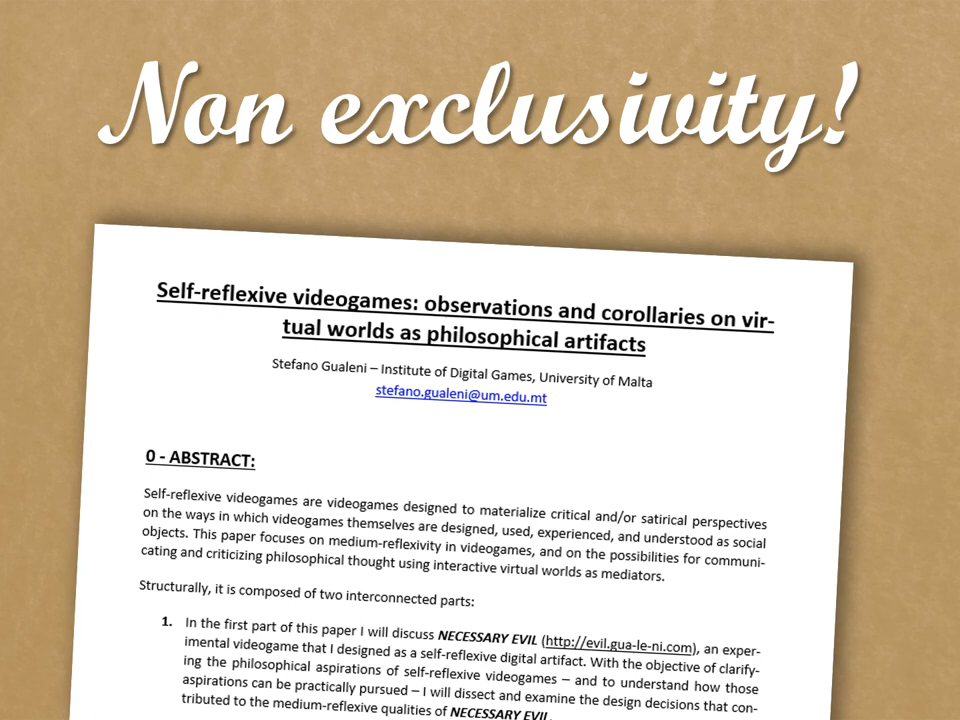 Non exclusivity!
Self-reflexive videogames: observations and corollaries on vir-
tual worlds as philosophical artifacts
Stefano Gualeni – Institute of Digital Games, University of Malta
stefano.gualeni@um.edu.mt
0 - ABSTRACT:
Self-reflexive videogames are videogames designed to materialize critical and/or satirical perspectives
on the ways in which videogames themselves are designed, used, experienced, and understood as social
objects. This paper focuses on medium-reflexivity in videogames, and on the possibilities for communi-
cating and criticizing philosophical thought using interactive virtual worlds as mediators.
Structurally, it is composed of two interconnected parts:
1. In the first part of this paper I will discuss NECESSARY EVIL (http://evil.gua-le-ni.com), an exper-
imental videogame that I designed as a self-reflexive digital artifact. With the objective of clarify-
ing the philosophical aspirations of self-reflexive videogames – and to understand how those
aspirations can be practically pursued – I will dissect and examine the design decisions that con-
tributed to the medium-reflexive qualities of NECESSARY EVIL.